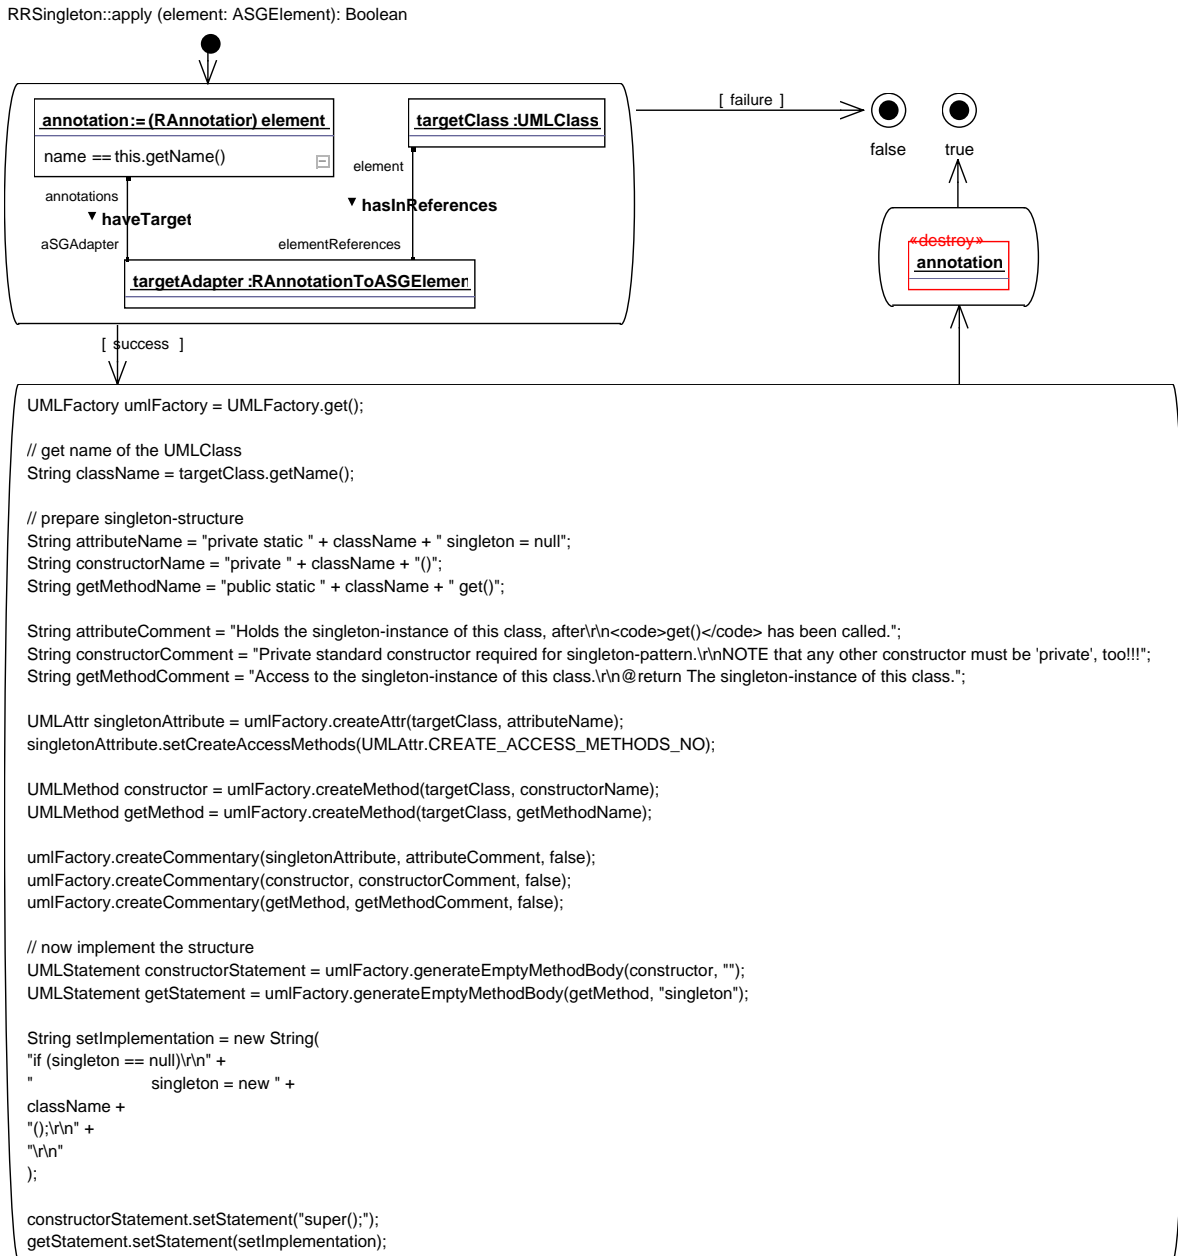 RRSingleton::apply (element: ASGElement): Boolean
annotation:= (RAnnotatior) element
name == this.getName()
targetClass :UMLClass
[ failure ]
false
true
annotations
▼ haveTarget
aSGAdapter
element
▼ hasInReferences
elementReferences
targetAdapter :RAnnotationToASGElemen
«destroy»
annotation
[ success ]
UMLFactory umlFactory = UMLFactory.get();
// get name of the UMLClass
String className = targetClass.getName();
// prepare singleton-structure
String attributeName = "private static " + className + " singleton = null";
String constructorName = "private " + className + "()";
String getMethodName = "public static " + className + " get()";
String attributeComment = "Holds the singleton-instance of this class, after\r\n<code>get()</code> has been called.";
String constructorComment = "Private standard constructor required for singleton-pattern.\r\nNOTE that any other constructor must be 'private', too!!!";
String getMethodComment = "Access to the singleton-instance of this class.\r\n@return The singleton-instance of this class.";
UMLAttr singletonAttribute = umlFactory.createAttr(targetClass, attributeName);
singletonAttribute.setCreateAccessMethods(UMLAttr.CREATE_ACCESS_METHODS_NO);
UMLMethod constructor = umlFactory.createMethod(targetClass, constructorName);
UMLMethod getMethod = umlFactory.createMethod(targetClass, getMethodName);
umlFactory.createCommentary(singletonAttribute, attributeComment, false);
umlFactory.createCommentary(constructor, constructorComment, false);
umlFactory.createCommentary(getMethod, getMethodComment, false);
// now implement the structure
UMLStatement constructorStatement = umlFactory.generateEmptyMethodBody(constructor, "");
UMLStatement getStatement = umlFactory.generateEmptyMethodBody(getMethod, "singleton");
String setImplementation = new String(
"if (singleton == null)\r\n" +
" singleton = new " +
className +
"();\r\n" +
"\r\n"
);
constructorStatement.setStatement("super();");
getStatement.setStatement(setImplementation);